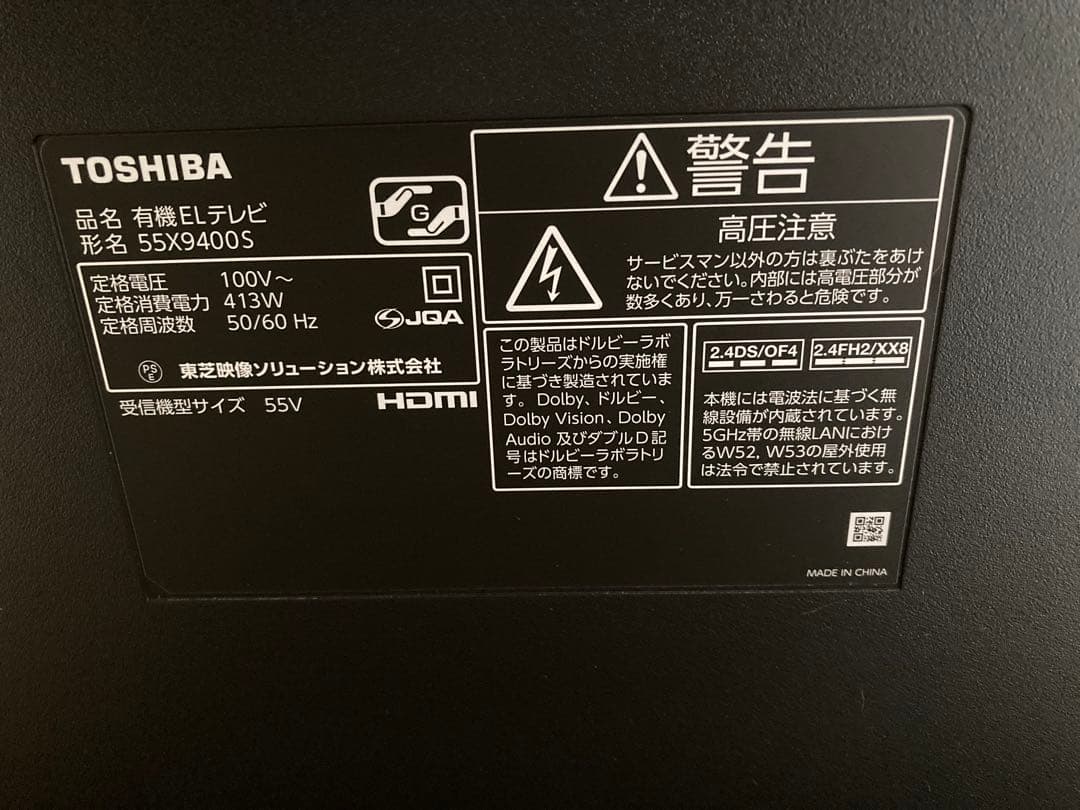 TOSHIBA
品名 有機ELテレビ
形名 55X9400S
G
定格電圧 100V～
定格消費電力 413W
定格周波数 50/60 Hz
JQA
PS
E
東芝映像ソリューション株式会社
受信機型サイズ 55V
HDMI
警告
高圧注意
サービスマン以外の方は裏ぶたをあけ
ないでください。内部には高電圧部分が
数多くあり、万一さわると危険です。
この製品はドルビーラボ
ラトリーズからの実施権
に基づき製造されていま
す。Dolby、ドルビー、
Dolby Vision、Dolby
Audio 及びダブルD記
号はドルビーラボラトリ
ーズの商標です。
2.4DS/OF4
2.4FH2/XX8
本機には電波法に基づく無
線設備が内蔵されています。
5GHz帯の無線LANにおけ
るW52, W53の屋外使用
は法令で禁止されています。
MADE IN CHINA